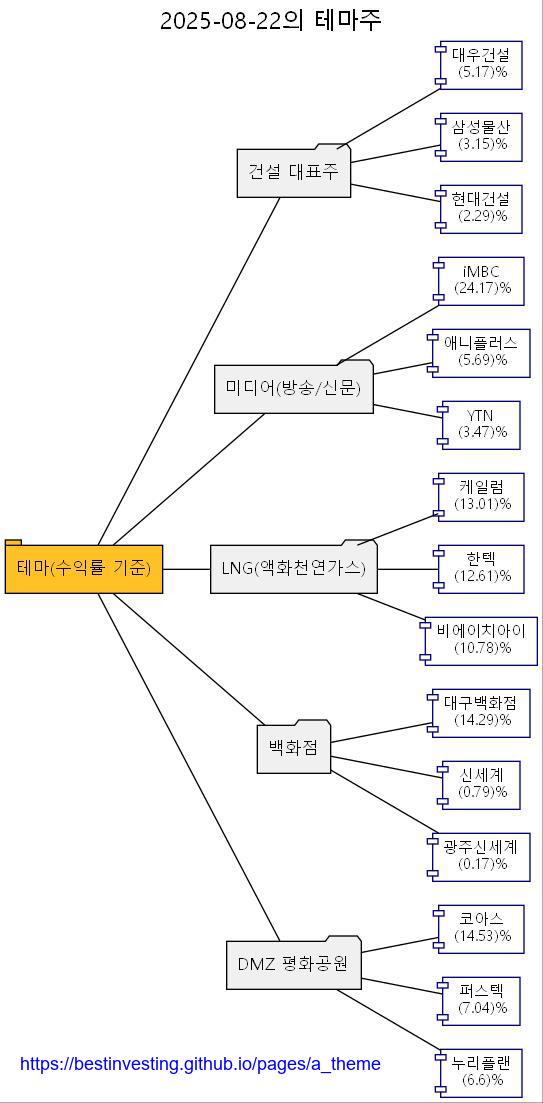 2025-08-22의 테마주
대우건설
(5.17)%
삼성물산
(3.15)%
건설 대표주
현대건설
(2.29)%
iMBC
(24.17)%
애니플러스
(5.69)%
미디어(방송/신문)
YTN
(3.47)%
케일럼
(13.01)%
테마(수익률 기준)
LNG(액화천연가스)
한텍
(12.61)%
비에이치아이
(10.78)%
대구백화점
(14.29)%
백화점
신세계
(0.79)%
광주신세계
(0.17)%
코아스
(14.53)%
DMZ 평화공원
퍼스텍
(7.04)%
누리플랜
(6.6)%
https://bestinvesting.github.io/pages/a_theme